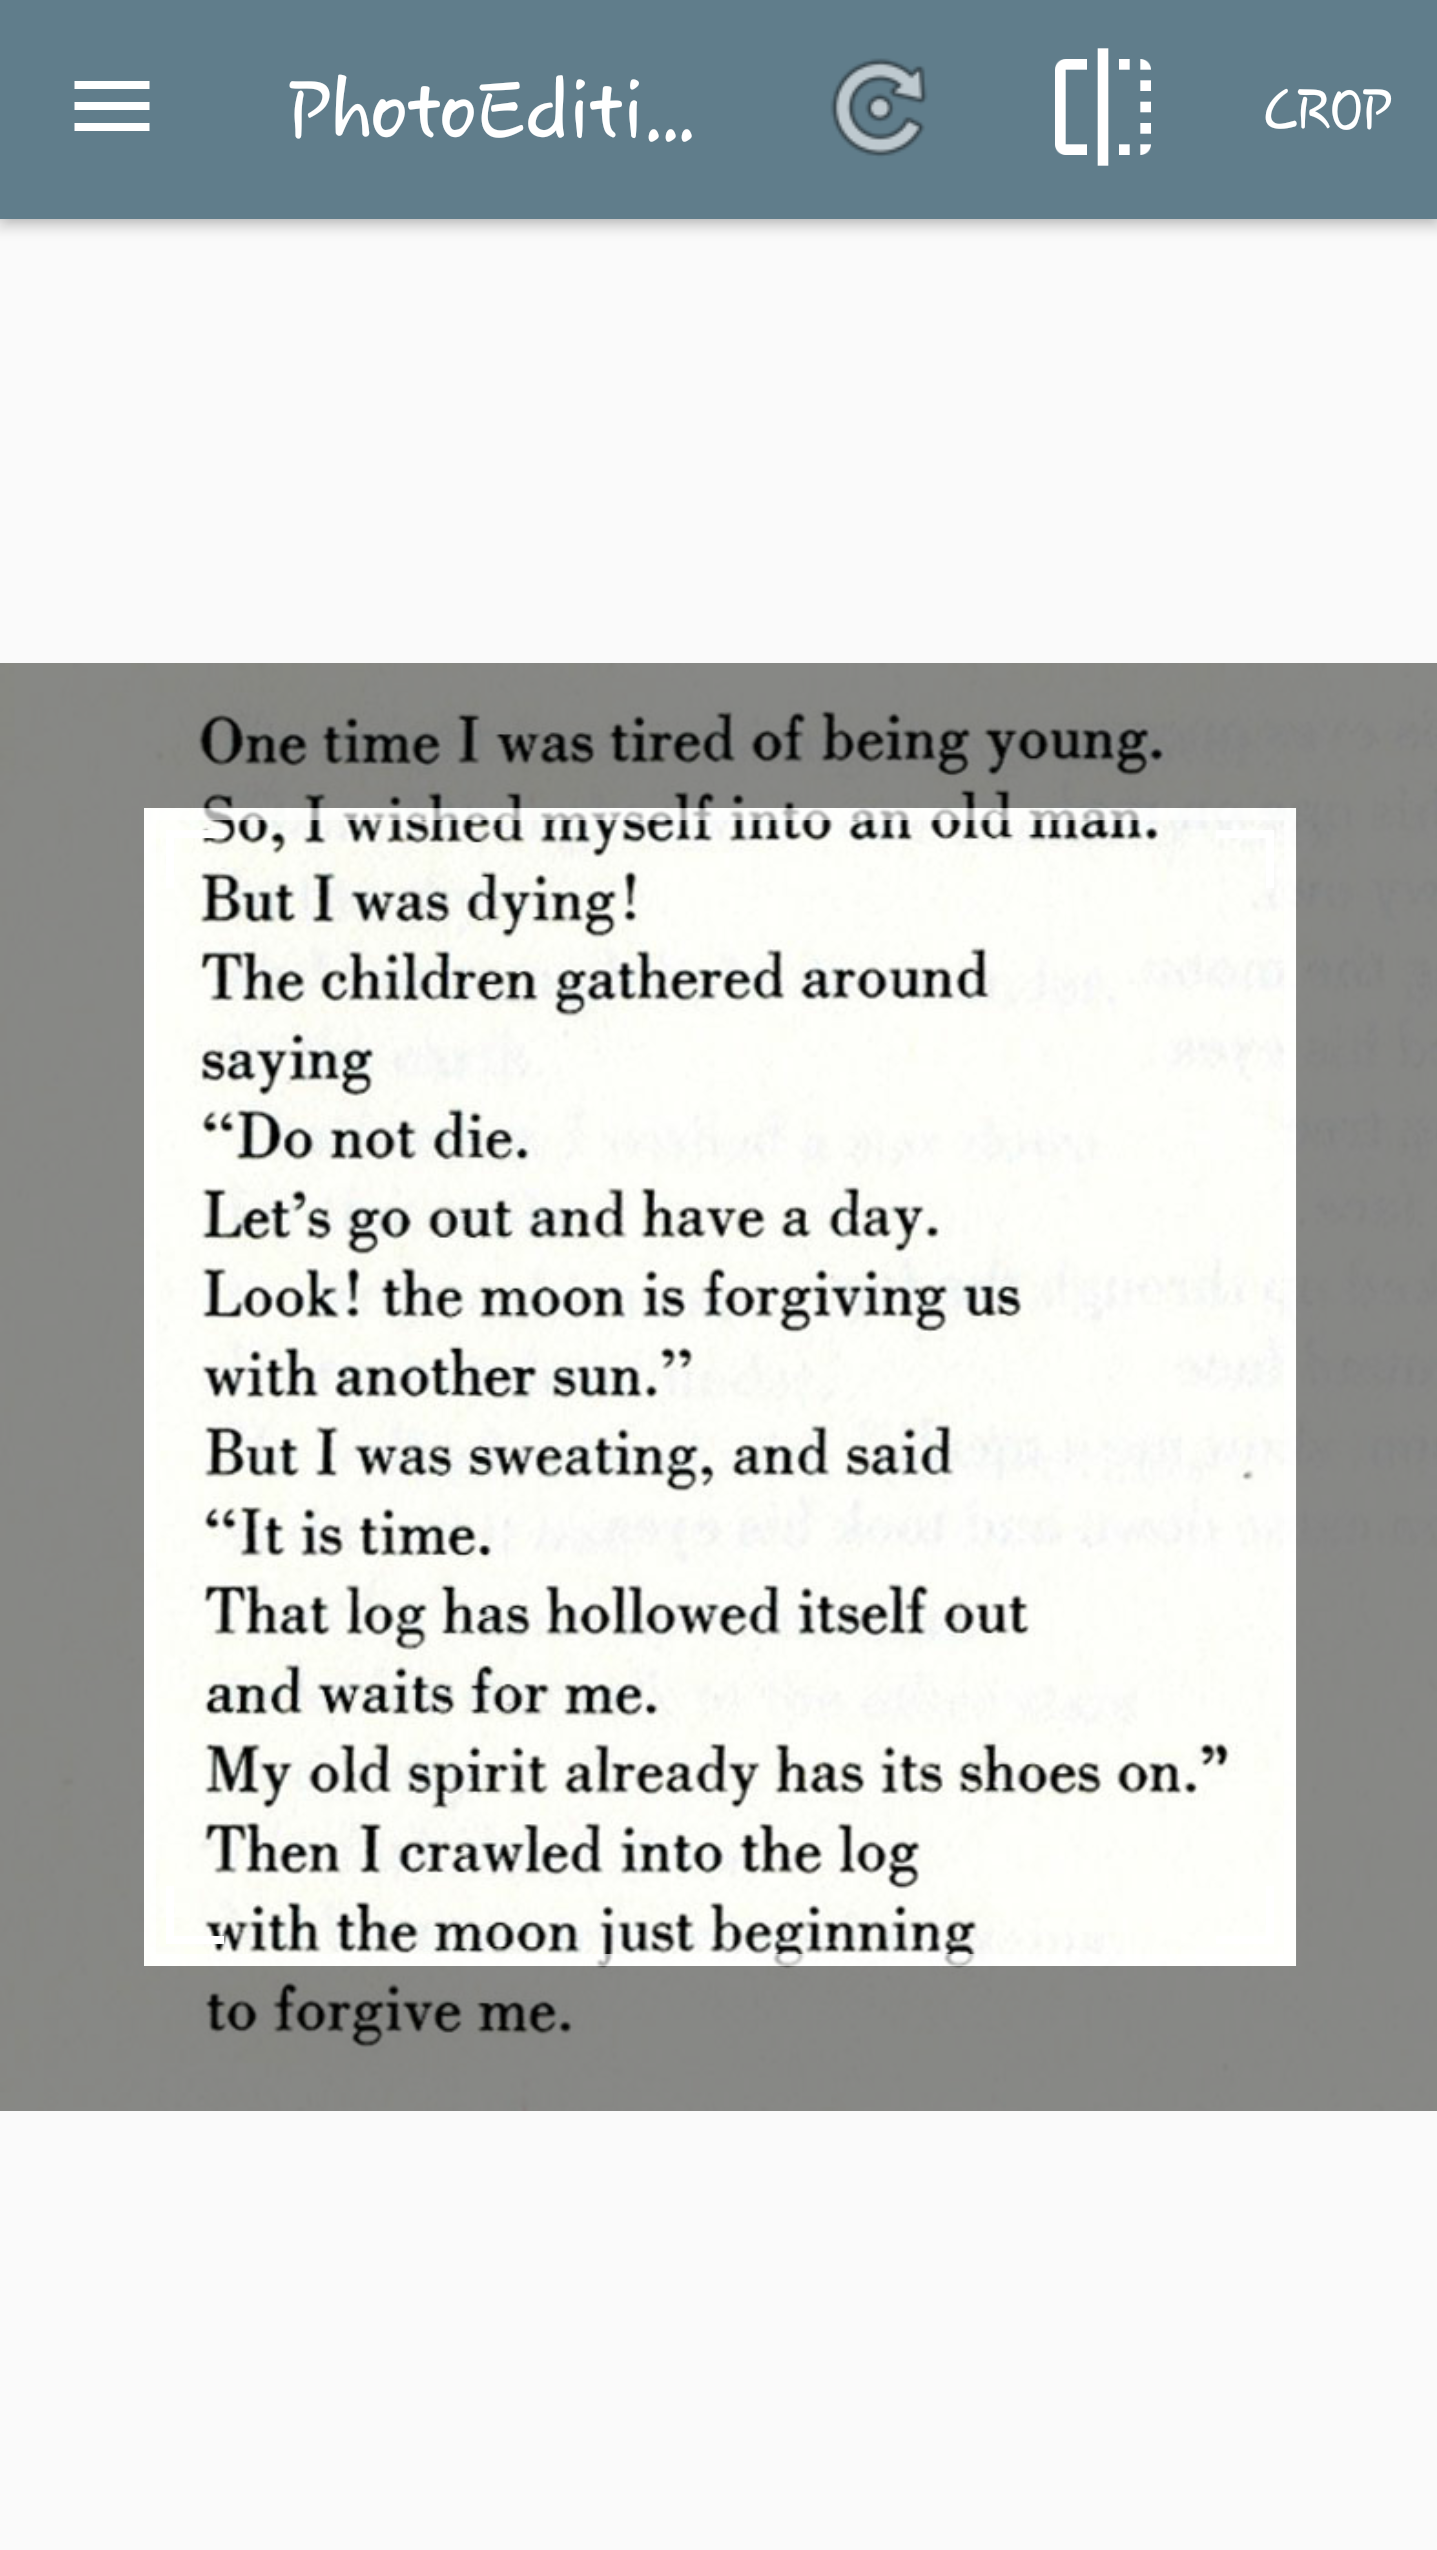 PhotoEditi...
CROP
One time I was tired of being young.
So, I wished myself into an old man.
But I was dying!
The children gathered around
saying
“Do not die.
Let’s go out and have a day.
Look! the moon is forgiving us
with another sun.”
But I was sweating, and said
“It is time.
That log has hollowed itself out
and waits for me.
My old spirit already has its shoes on.”
Then I crawled into the log
with the moon just beginning
to forgive me.